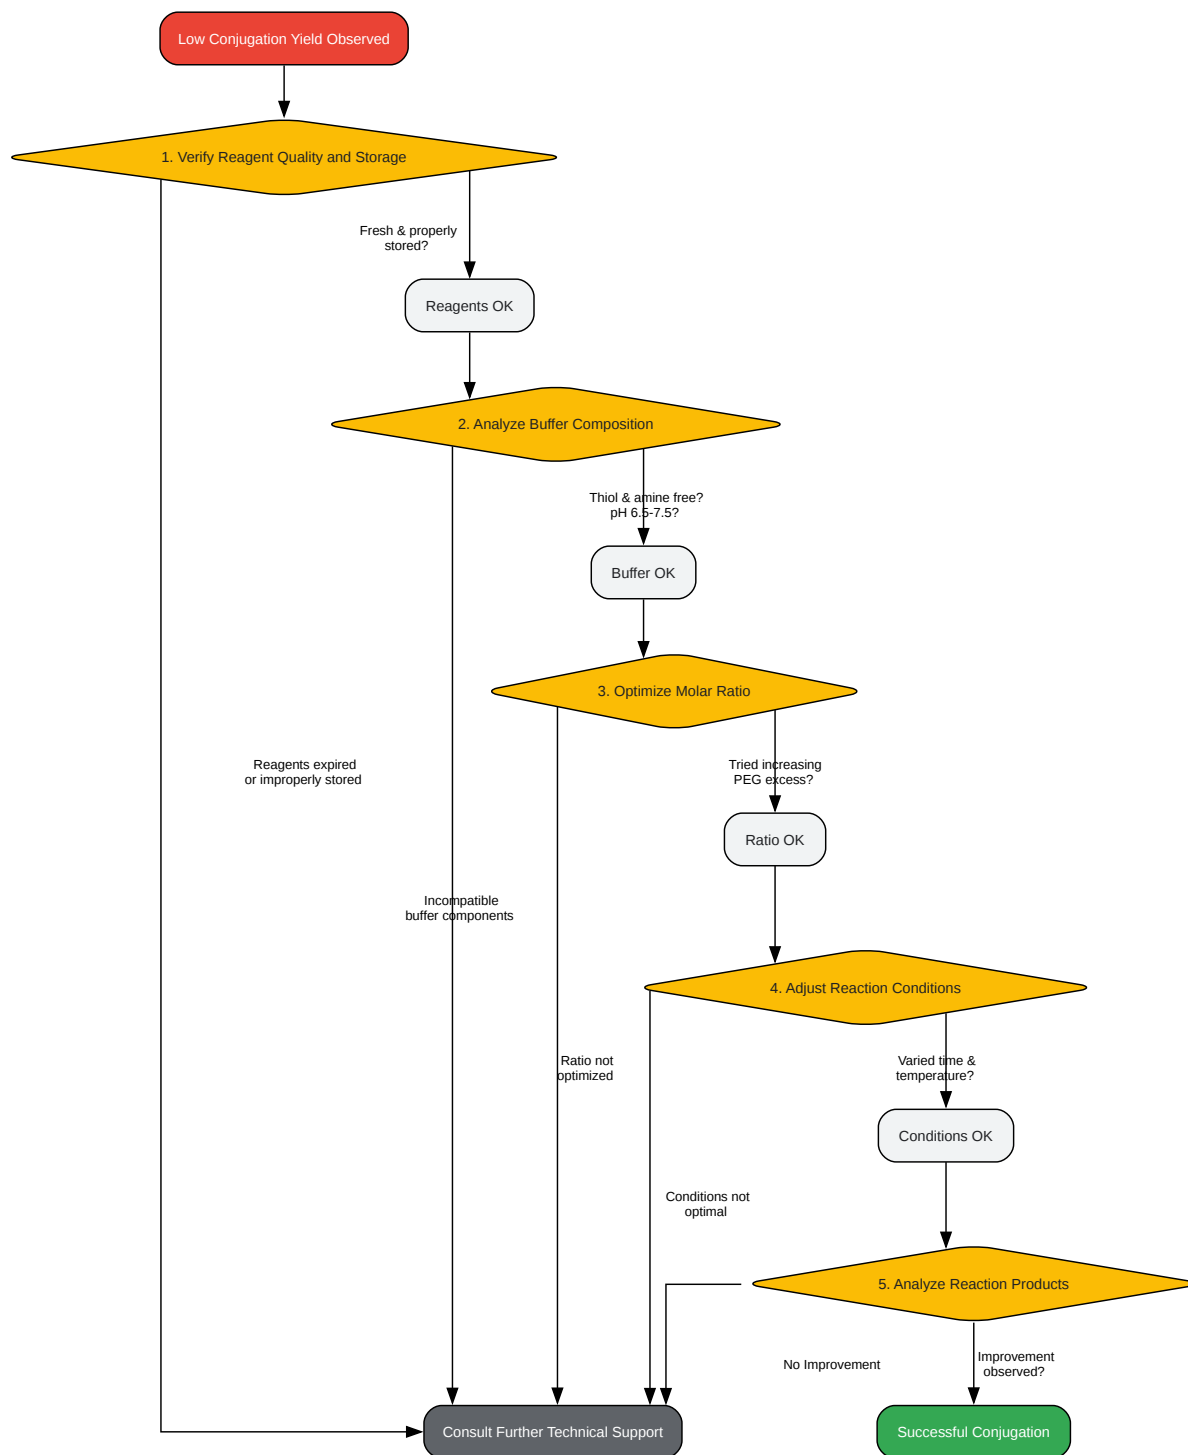 Low Conjugation Yield Observed
1. Verify Reagent Quality and Storage
Fresh & properly
stored?
Reagents OK
2. Analyze Buffer Composition
Thiol & amine free?
pH 6.5-7.5?
Buffer OK
3. Optimize Molar Ratio
Reagents expired
or improperly stored
Tried increasing
PEG excess?
Ratio OK
Incompatible
buffer components
4. Adjust Reaction Conditions
Ratio not
optimized
Varied time &
temperature?
Conditions OK
Conditions not
optimal
5. Analyze Reaction Products
No Improvement
Improvement
observed?
Consult Further Technical Support
Successful Conjugation